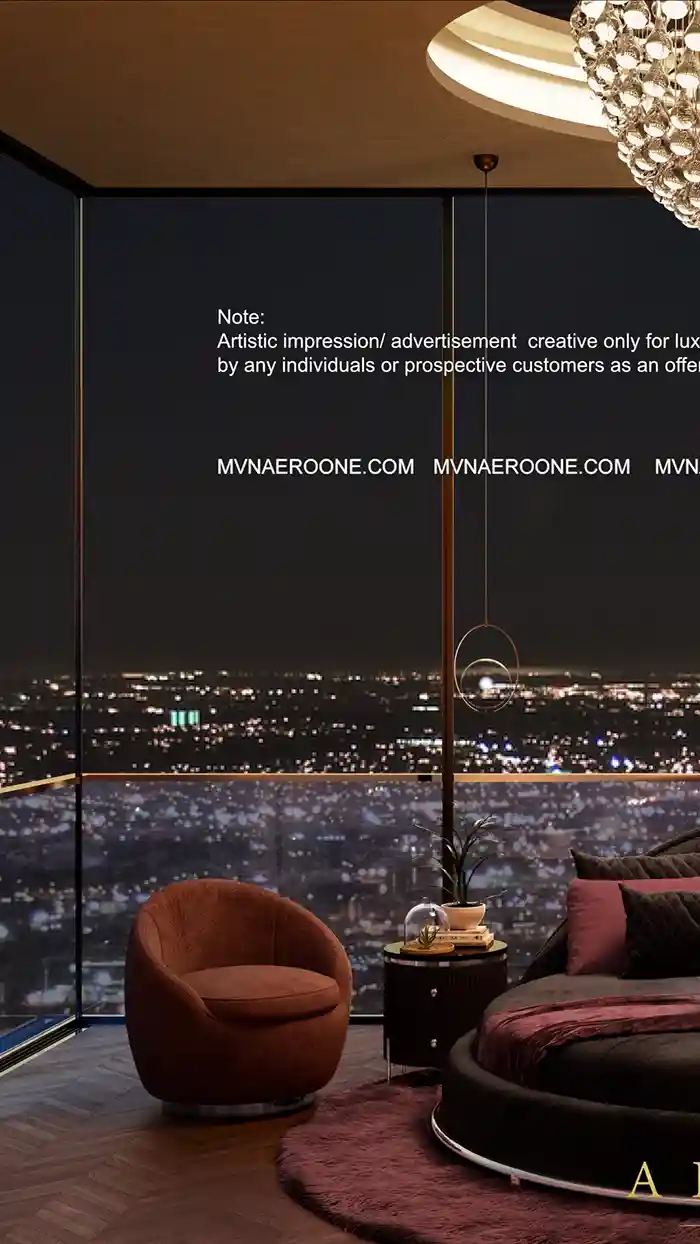 Note:
Artistic impression/ advertisement creative only for lux
by any individuals or prospective customers as an offe
MVNAEROONE.COM MVNAEROONE.COM MVN
A